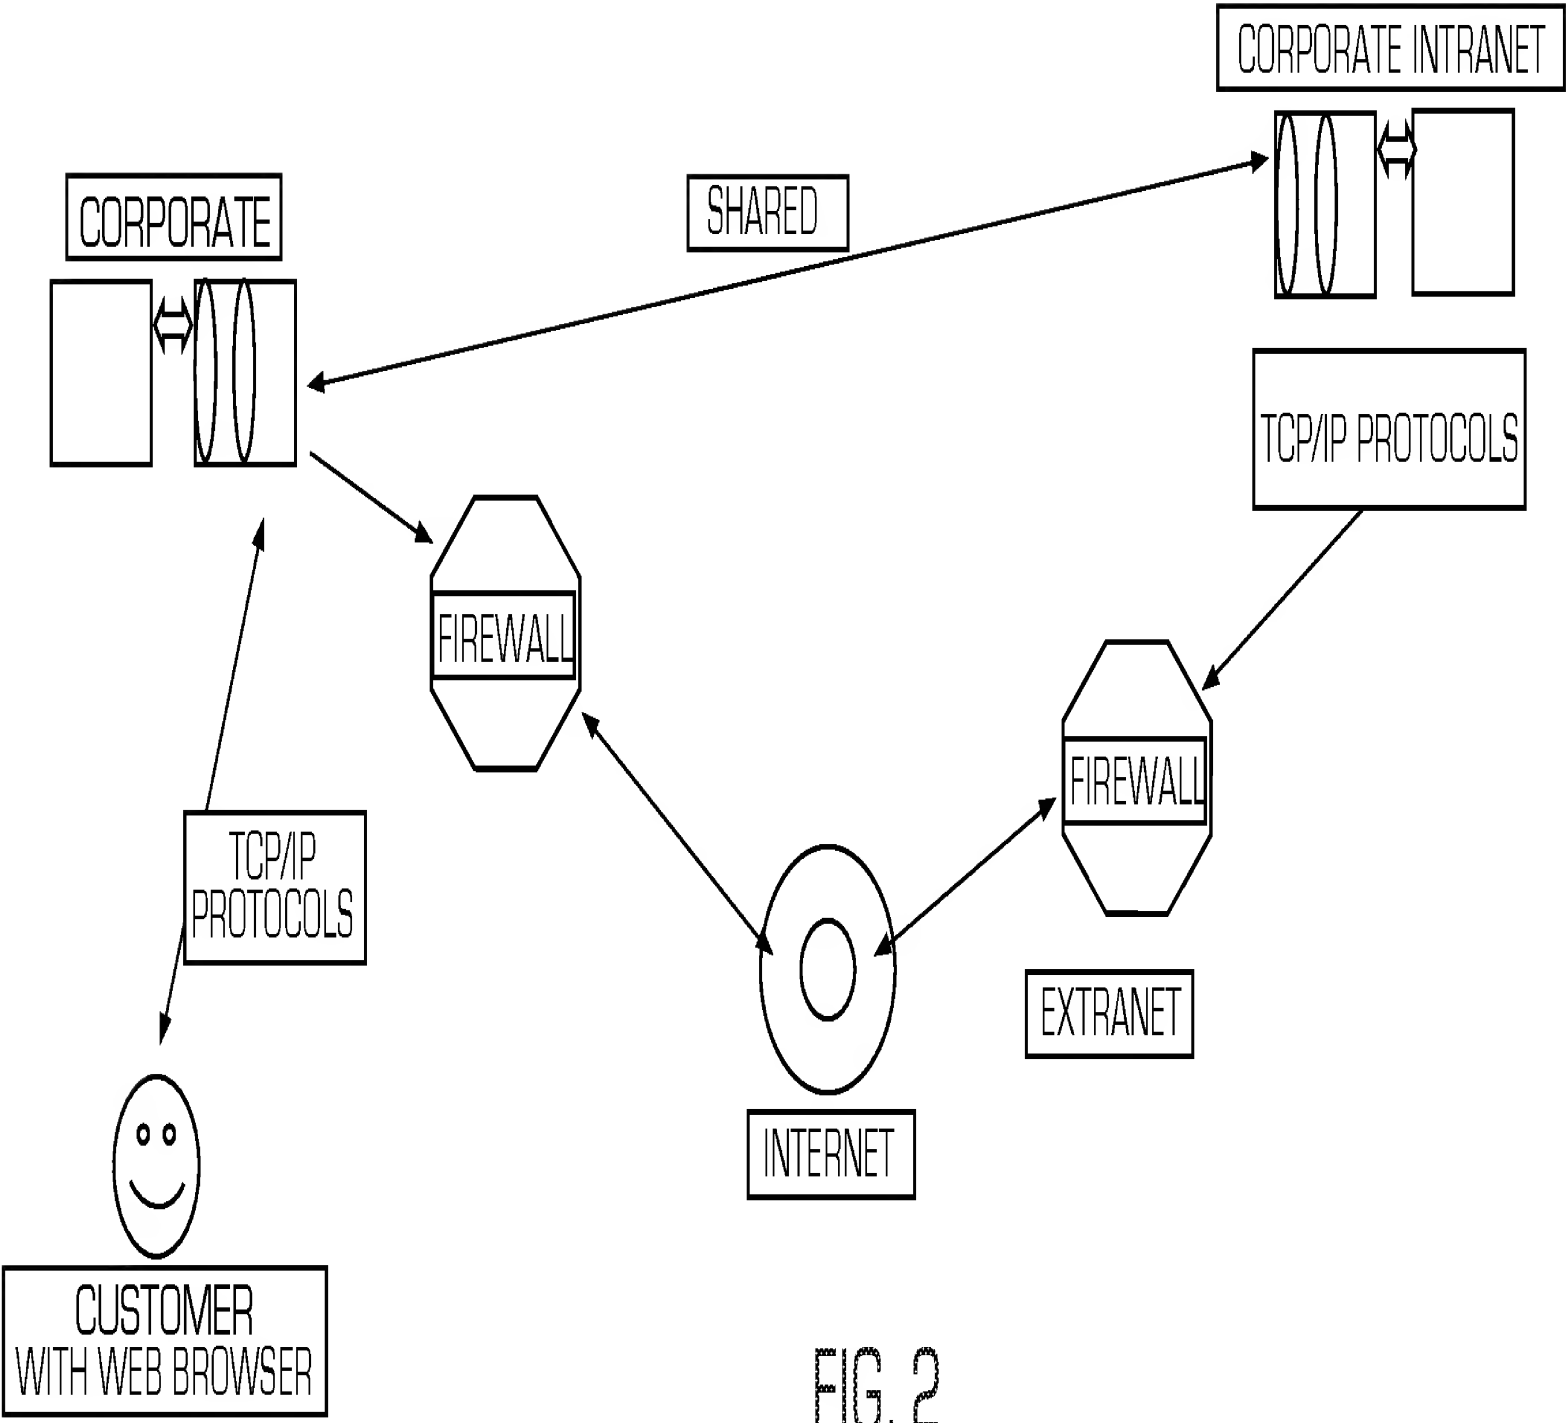 CORPORATE INTRANET
CORPORATE
SHARED
TCP/IP PROTOCOLS
FIREWALL
FIREWALL
TCP/IP
PROTOCOLS
EXTRANET
INTERNET
CUSTOMER
WITH WEB BROWSER
FIG. 2